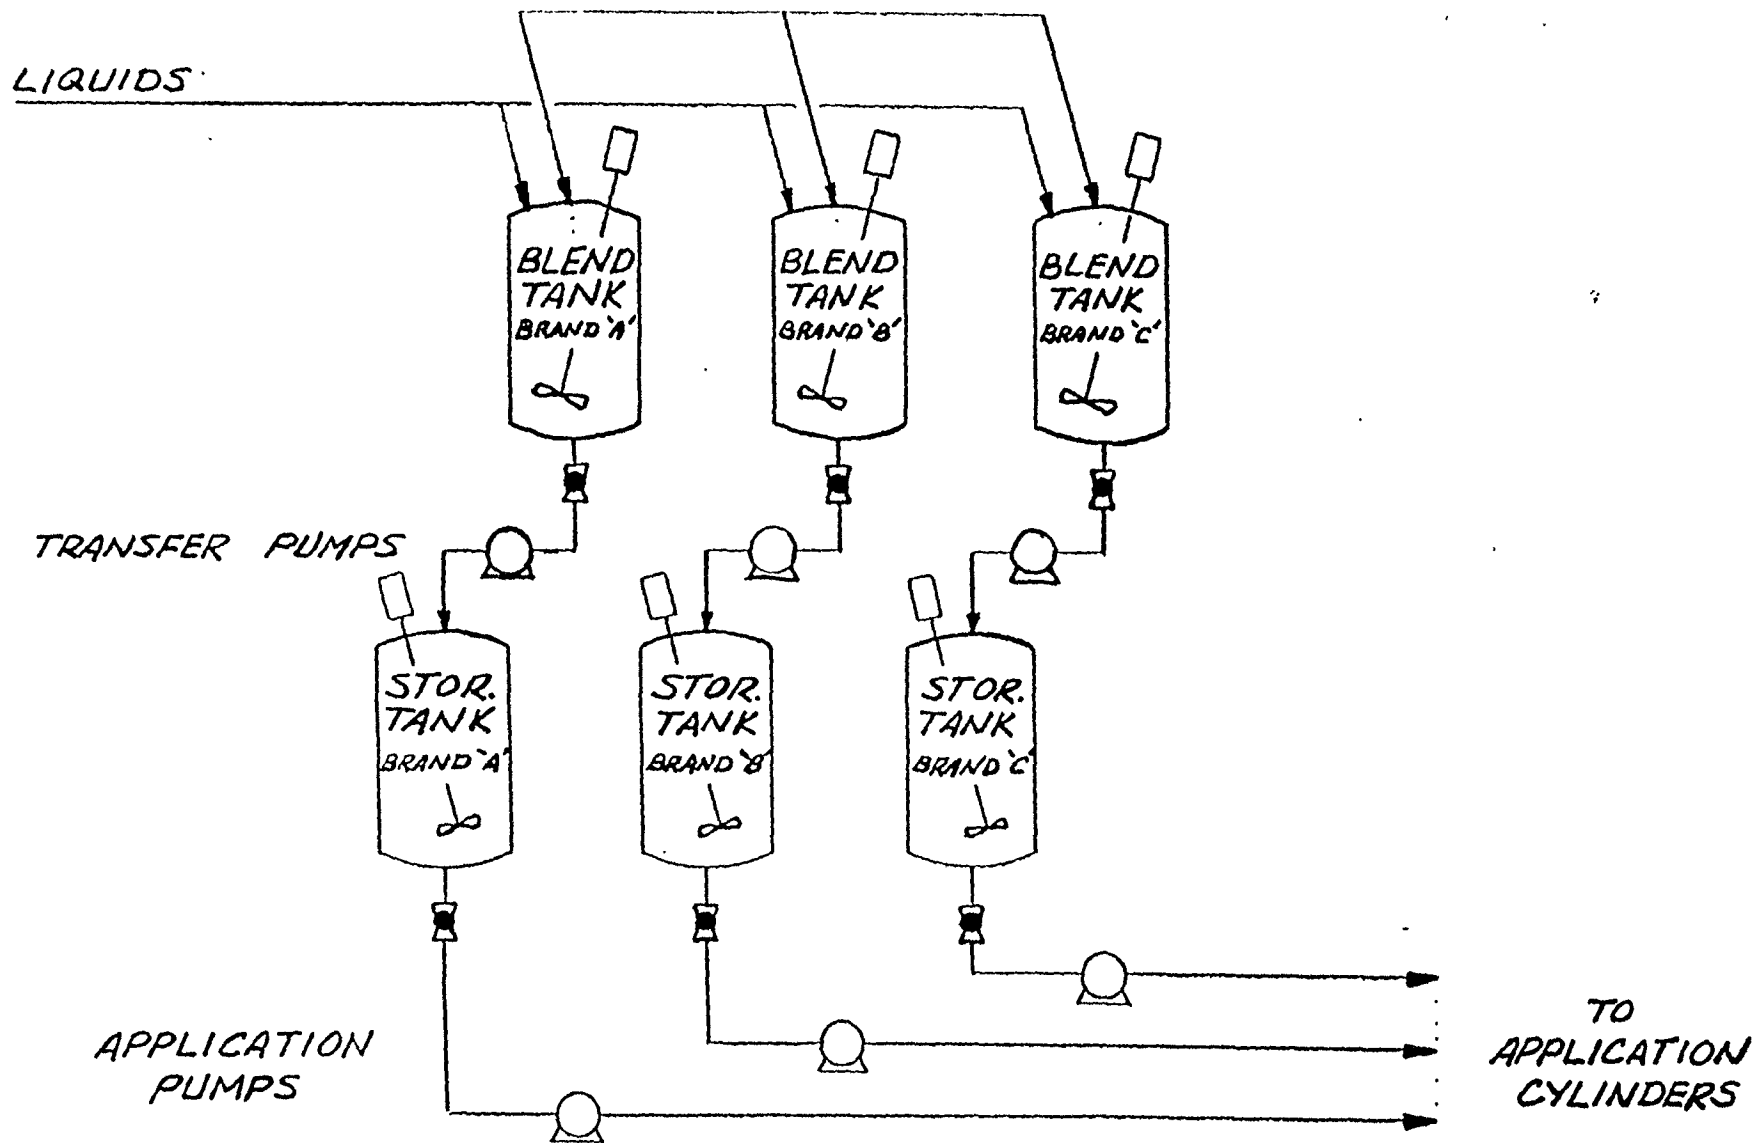 LIQUIDS
BLEND
TANK
BRAND 'A'
BLEND
TANK
BRAND 'B'
BLEND
TANK
BRAND 'C'
TRANSFER PUMPS
STOR.
TANK
BRAND 'A'
STOR.
TANK
BRAND 'B'
STOR.
TANK
BRAND 'C'
APPLICATION
PUMPS
TO
APPLICATION
CYLINDERS